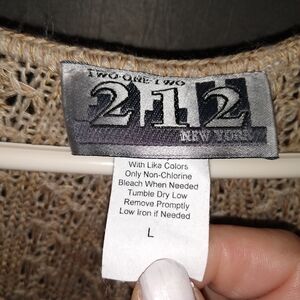 TWO·ONE·TWO
212
NEW YORK
With Like Colors
Only Non-Chlorine
Bleach When Needed
Tumble Dry Low
Remove Promptly
Low Iron if Needed
L